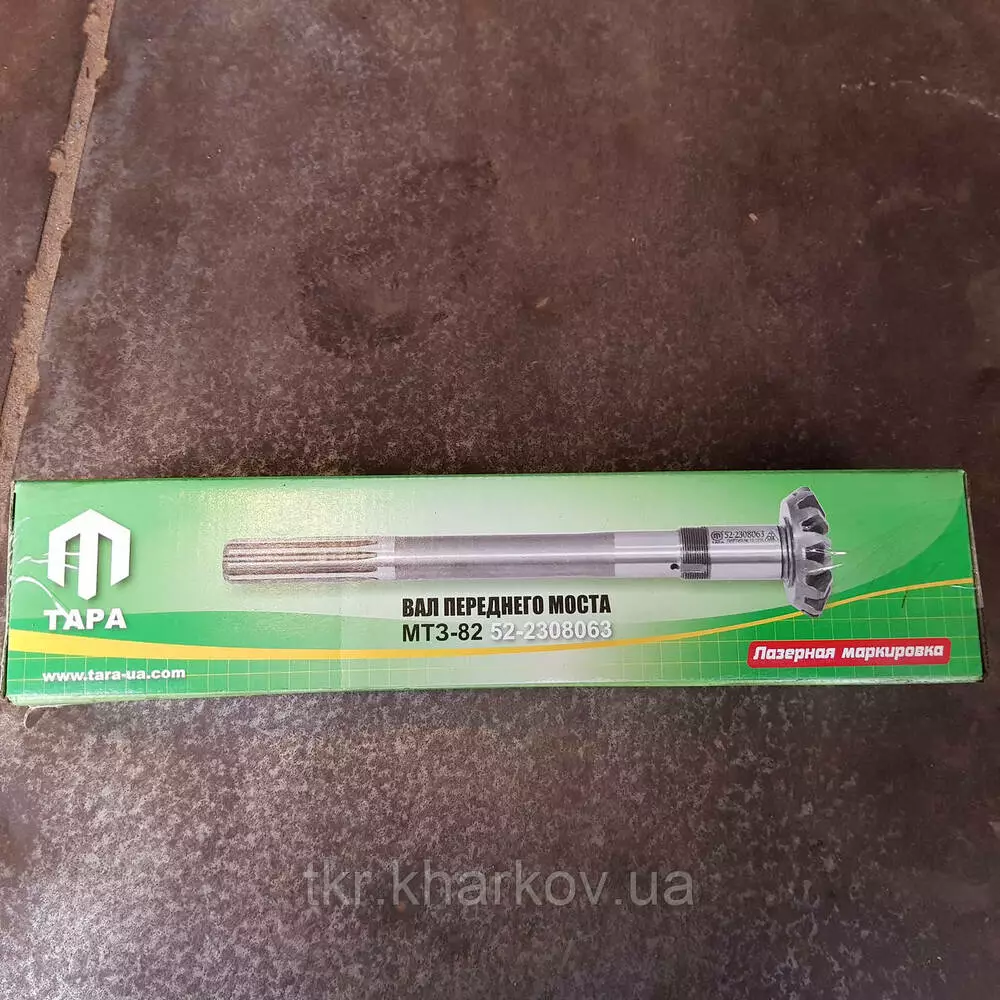 ТАРА
www.tara-ua.com
52-2308063
ВАЛ ПЕРЕДНЕГО МОСТА
МТЗ-82 52-2308063
Лазерная маркировка
tkr.kharkov.ua